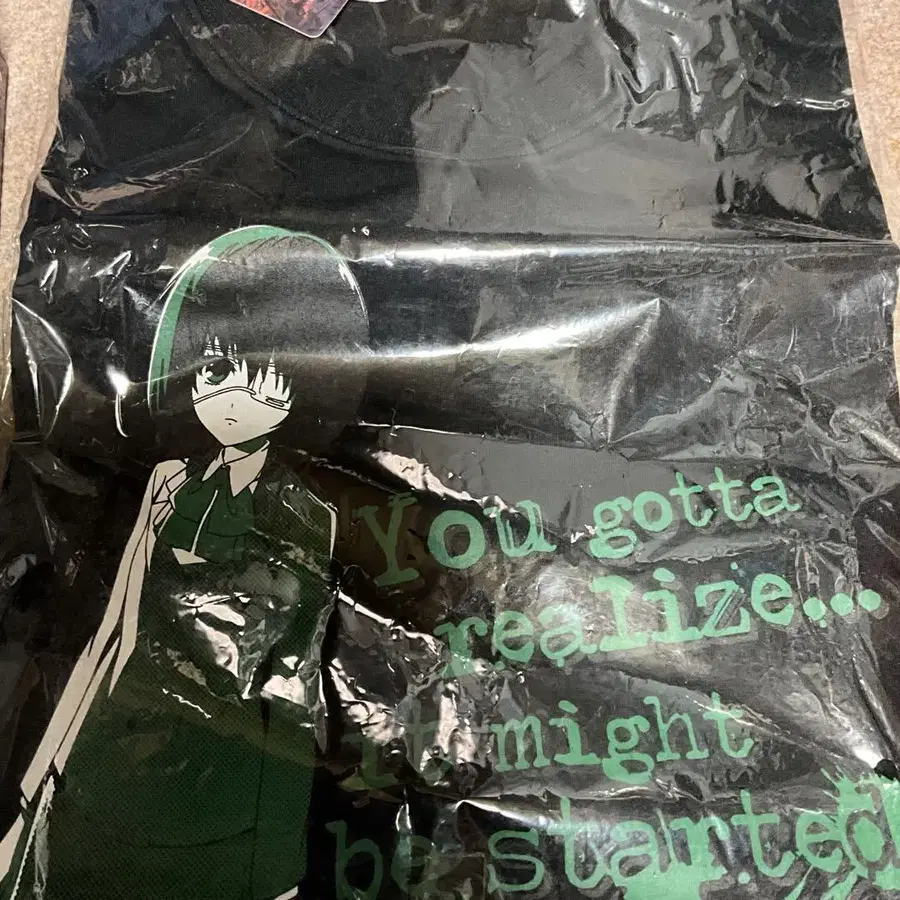 You gotta
realize...
it might
be started